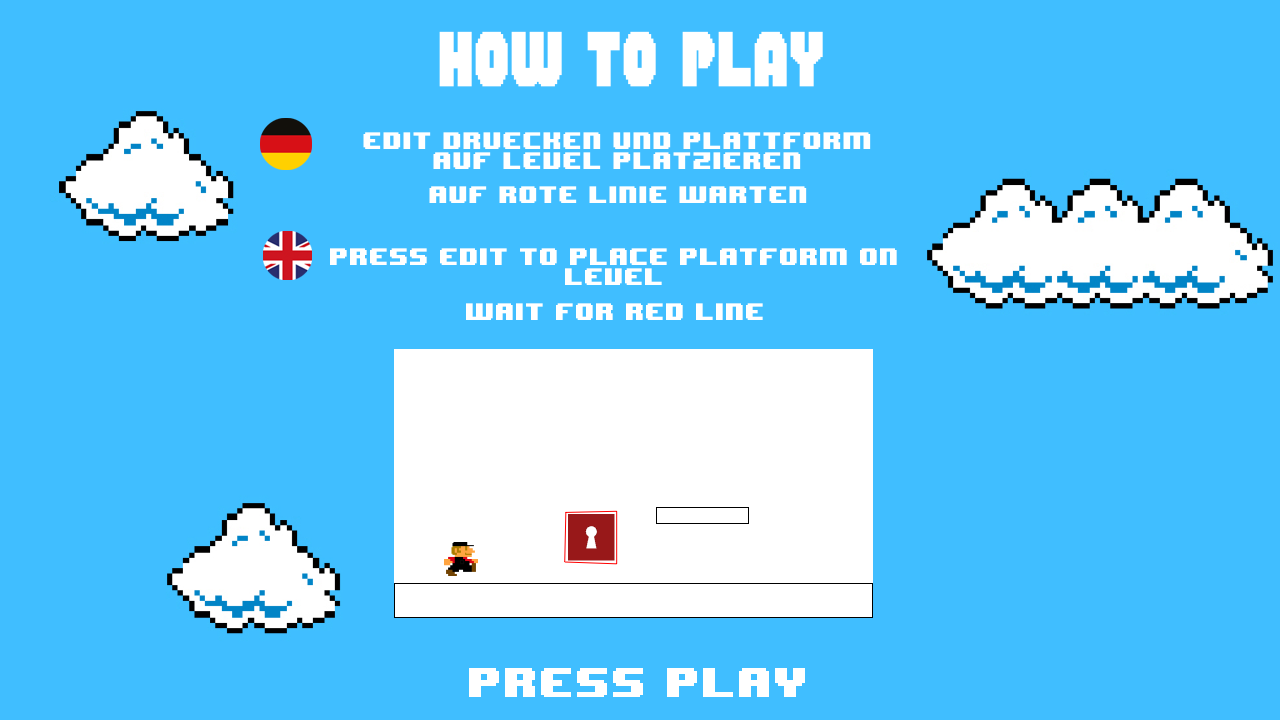 HOW TO PLAY
EDIT DRUECKEN UND PLATTFORM
AUF LEVEL PLATZIEREN
AUF ROTE LINIE WARTEN
PRESS EDIT TO PLACE PLATFORM ON
LEVEL
WAIT FOR RED LINE
PRESS PLAY